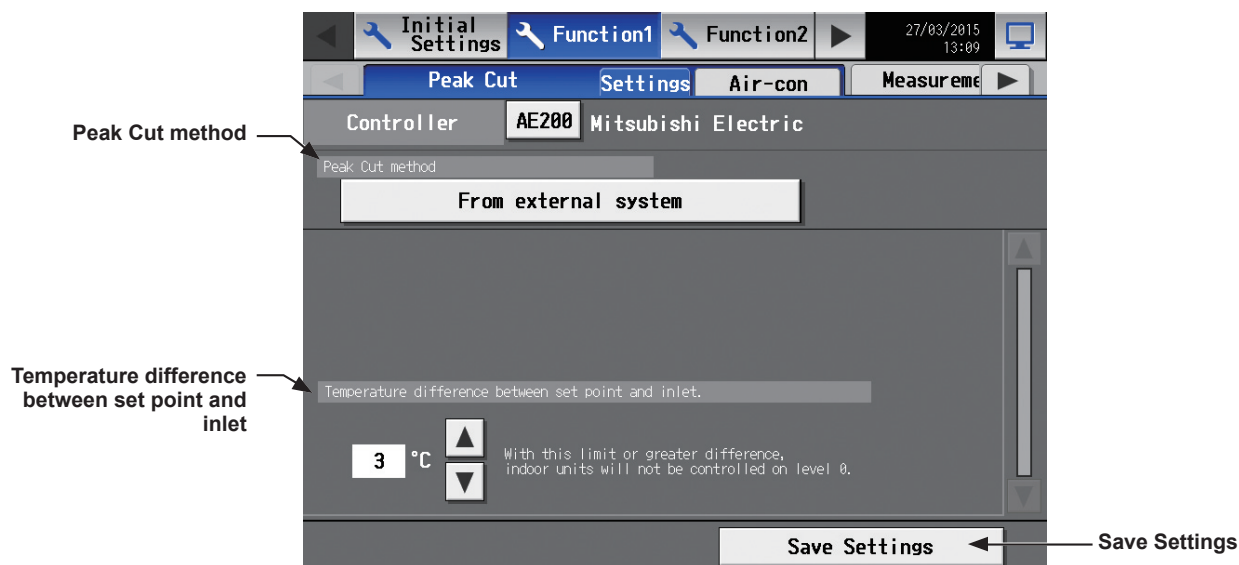 Initial
Settings
Function1
Function2
27/03/2015
13:09
Peak Cut
Settings
Air-con
Measureme
Controller
AE200
Mitsubishi Electric
Peak Cut method
Peak Cut method
From external system
Temperature difference
between set point and
inlet
Temperature difference between set point and inlet.
3 °C
With this limit or greater difference,
indoor units will not be controlled on level 0.
Save Settings
Save Settings